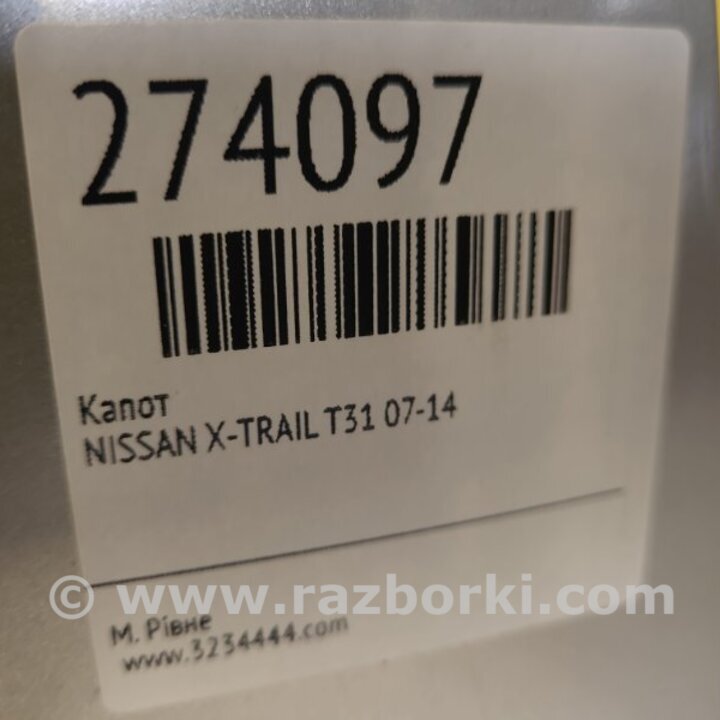 274097
Капот
NISSAN X-TRAIL T31 07-14
© www.razborki.com
М. Рівне
www.3234444.com